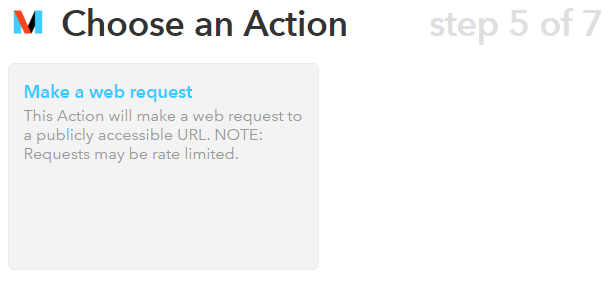 Choose an Action
step 5 of 7
Make a web request
This Action will make a web request to
a publicly accessible URL. NOTE:
Requests may be rate limited.